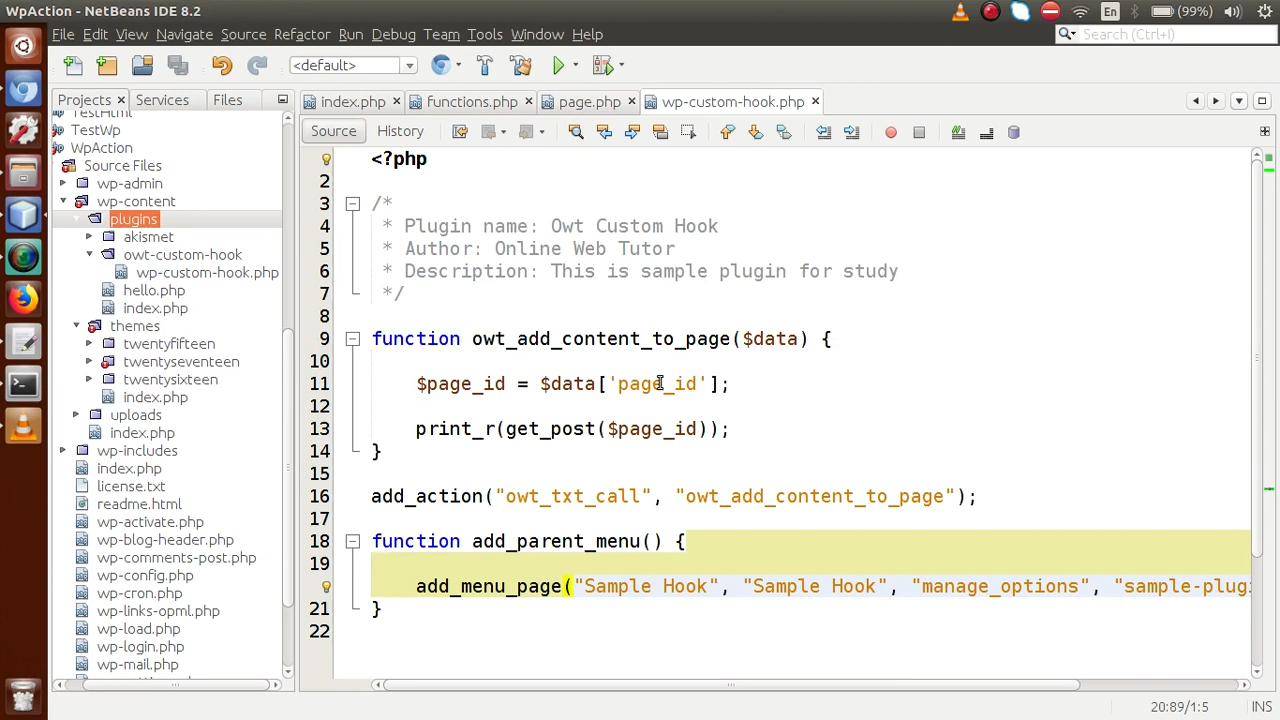 WpAction - NetBeans IDE 8.2
En
(99%)
File Edit View Navigate Source Refactor Run Debug Team Tools Window Help
Search (Ctrl+I)
<default>
Projects Services Files
index.php functions.php page.php wp-custom-hook.php
Source History
TestHtml
TestWp
WpAction
Source Files
wp-admin
wp-content
plugins
akismet
owt-custom-hook
wp-custom-hook.php
hello.php
index.php
themes
twentyfifteen
twentyseventeen
twentysixteen
index.php
uploads
index.php
wp-includes
index.php
license.txt
readme.html
wp-activate.php
wp-blog-header.php
wp-comments-post.php
wp-config.php
wp-cron.php
wp-links-opml.php
wp-load.php
wp-login.php
wp-mail.php
<?php
2
3 /*
4 * Plugin name: Owt Custom Hook
5 * Author: Online Web Tutor
6 * Description: This is sample plugin for study
7 */
8
9 function owt_add_content_to_page($data) {
10
11 $page_id = $data['page_id'];
12
13 print_r(get_post($page_id));
14 }
15
16 add_action("owt_txt_call", "owt_add_content_to_page");
17
18 function add_parent_menu() {
19
add_menu_page("Sample Hook", "Sample Hook", "manage_options", "sample-plugi
21 }
22
20:89/1:5 INS